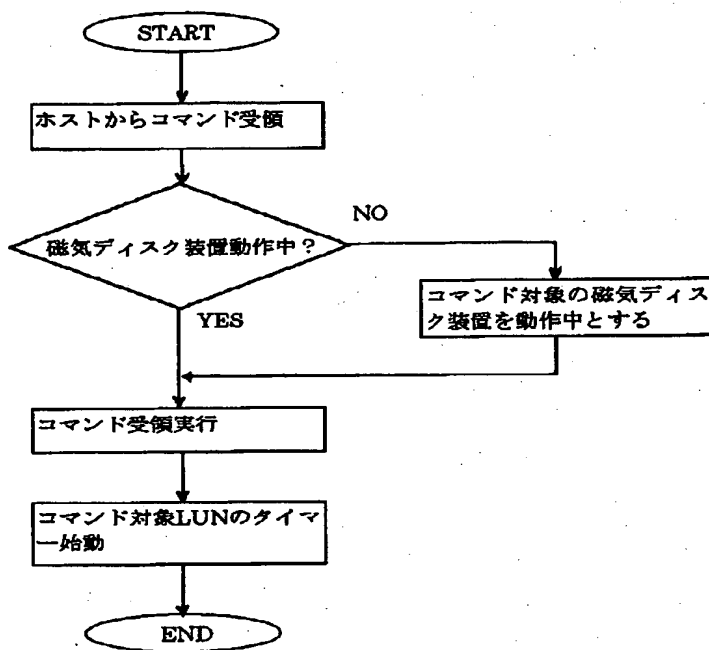 START
ホストからコマンド受領
磁気ディスク装置動作中？
NO
コマンド対象の磁気ディス
ク装置を動作中とする
YES
コマンド受領実行
コマンド対象LUNのタイマ
ー始動
END